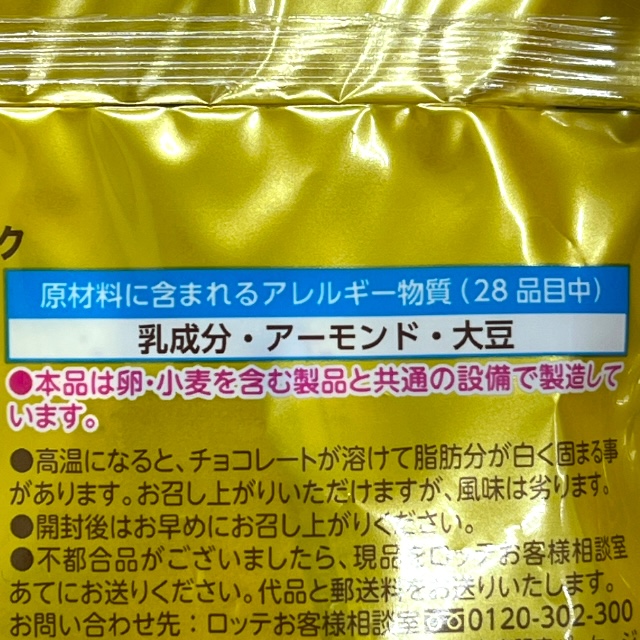 ク
原材料に含まれるアレルギー物質(28品目中)
乳成分・アーモンド・大豆
●本品は卵・小麦を含む製品と共通の設備で製造して
います。
●高温になると、チョコレートが溶けて脂肪分が白く固まる事
があります。お召し上がりいただけますが、風味は劣ります。
●開封後はお早めにお召し上がりください。
●不都合品がございましたら、現品をロッテお客様相談室
あてにお送りください。代品と郵送料をお送りいたします。
お問い合わせ先:ロッテお客様相談室 0120-302-300